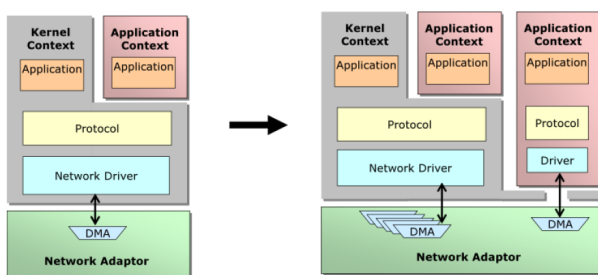 Kernel
Context
Application
Context
Application
Application
Protocol
Network Driver
DMA
Network Adaptor
Kernel
Context
Application
Context
Application
Context
Application
Application
Application
Protocol
Protocol
Network Driver
Driver
DMA
DMA
Network Adaptor